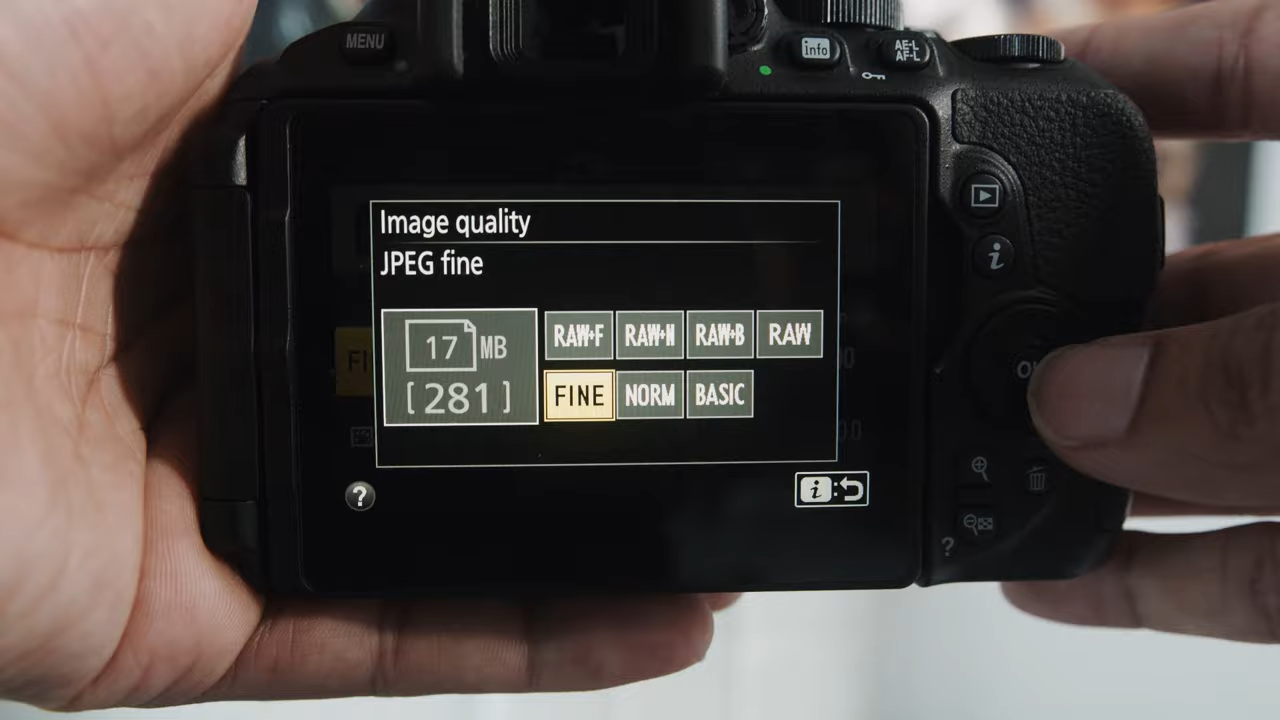 MENU
info
AE-L
AF-L
Image quality
JPEG fine
17 MB
[281]
RAW+F RAW+N RAW+B RAW
FINE NORM BASIC
i
?
i:
?